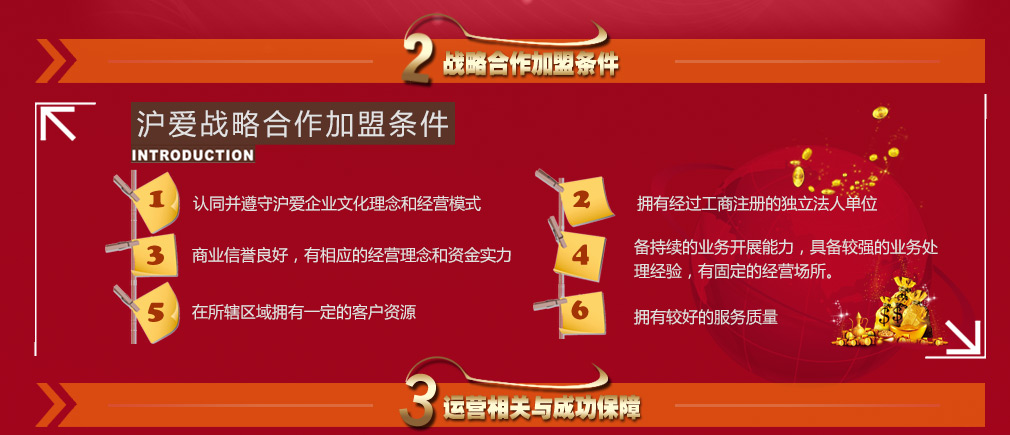 2 战略合作加盟条件
沪爱战略合作加盟条件
INTRODUCTION
1 认同并遵守沪爱企业文化理念和经营模式
2 拥有经过工商注册的独立法人单位
3 商业信誉良好，有相应的经营理念和资金实力
4 备持续的业务开展能力，具备较强的业务处
理经验，有固定的经营场所。
5 在所辖区域拥有一定的客户资源
6 拥有较好的服务质量
$$
3 运营相关与成功保障